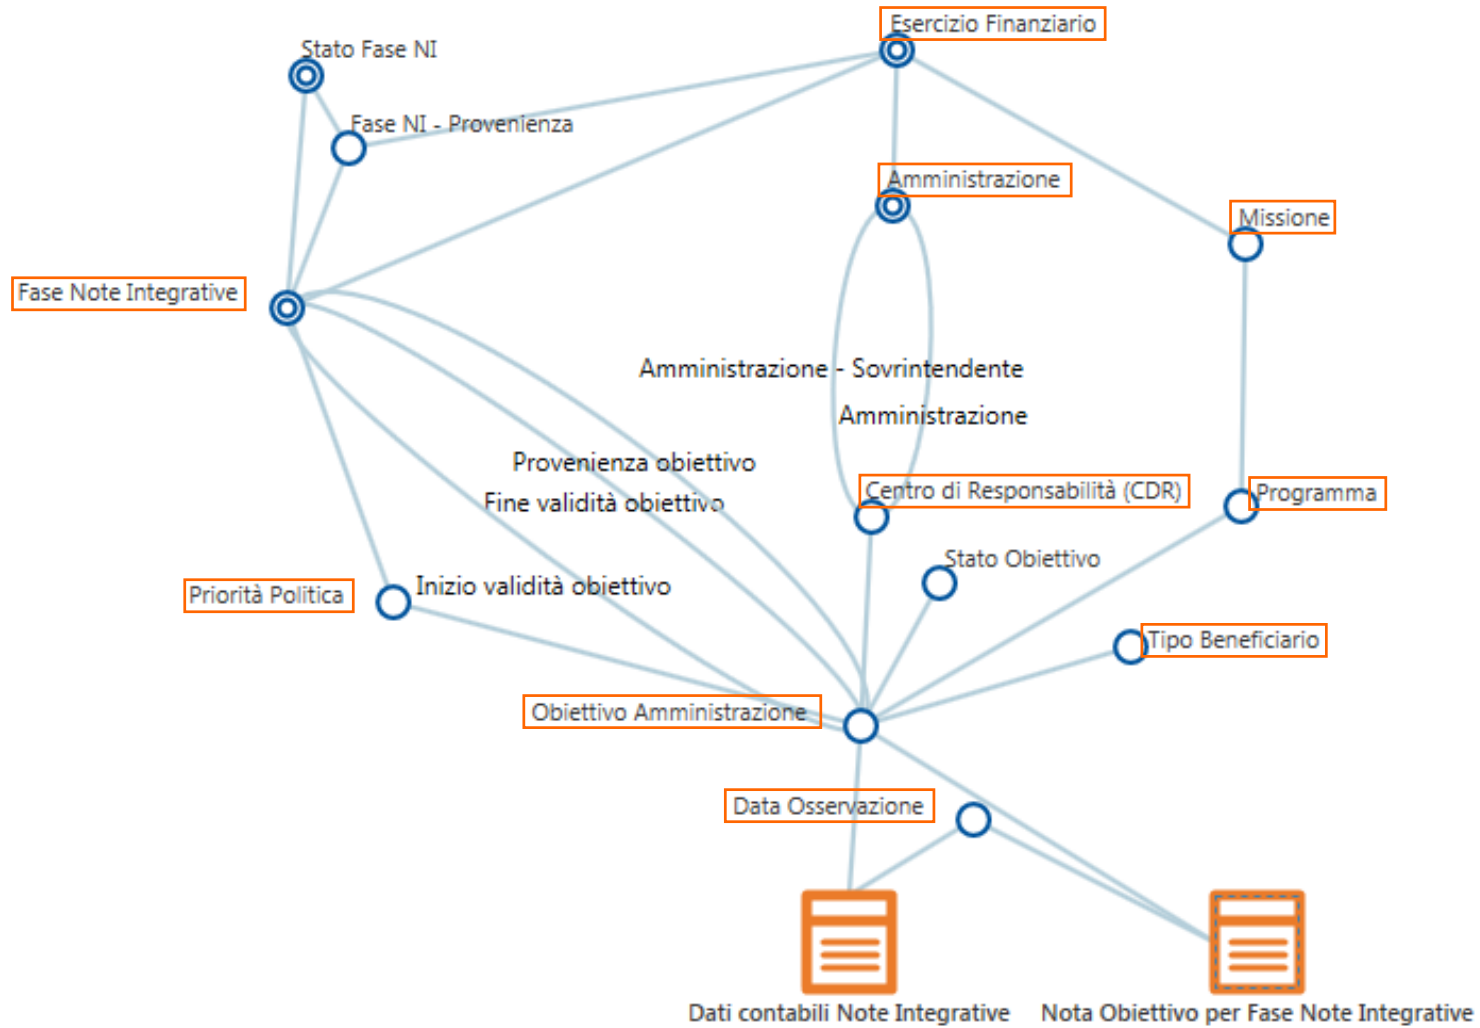 Esercizio Finanziario
Stato Fase NI
Fase NI - Provenienza
Amministrazione
Missione
Fase Note Integrative
Amministrazione - Sovrintendente
Amministrazione
Provenienza obiettivo
Fine validità obiettivo
Centro di Responsabilità (CDR)
Programma
Stato Obiettivo
Inizio validità obiettivo
Priorità Politica
Tipo Beneficiario
Obiettivo Amministrazione
Data Osservazione
Dati contabili Note Integrative
Nota Obiettivo per Fase Note Integrative